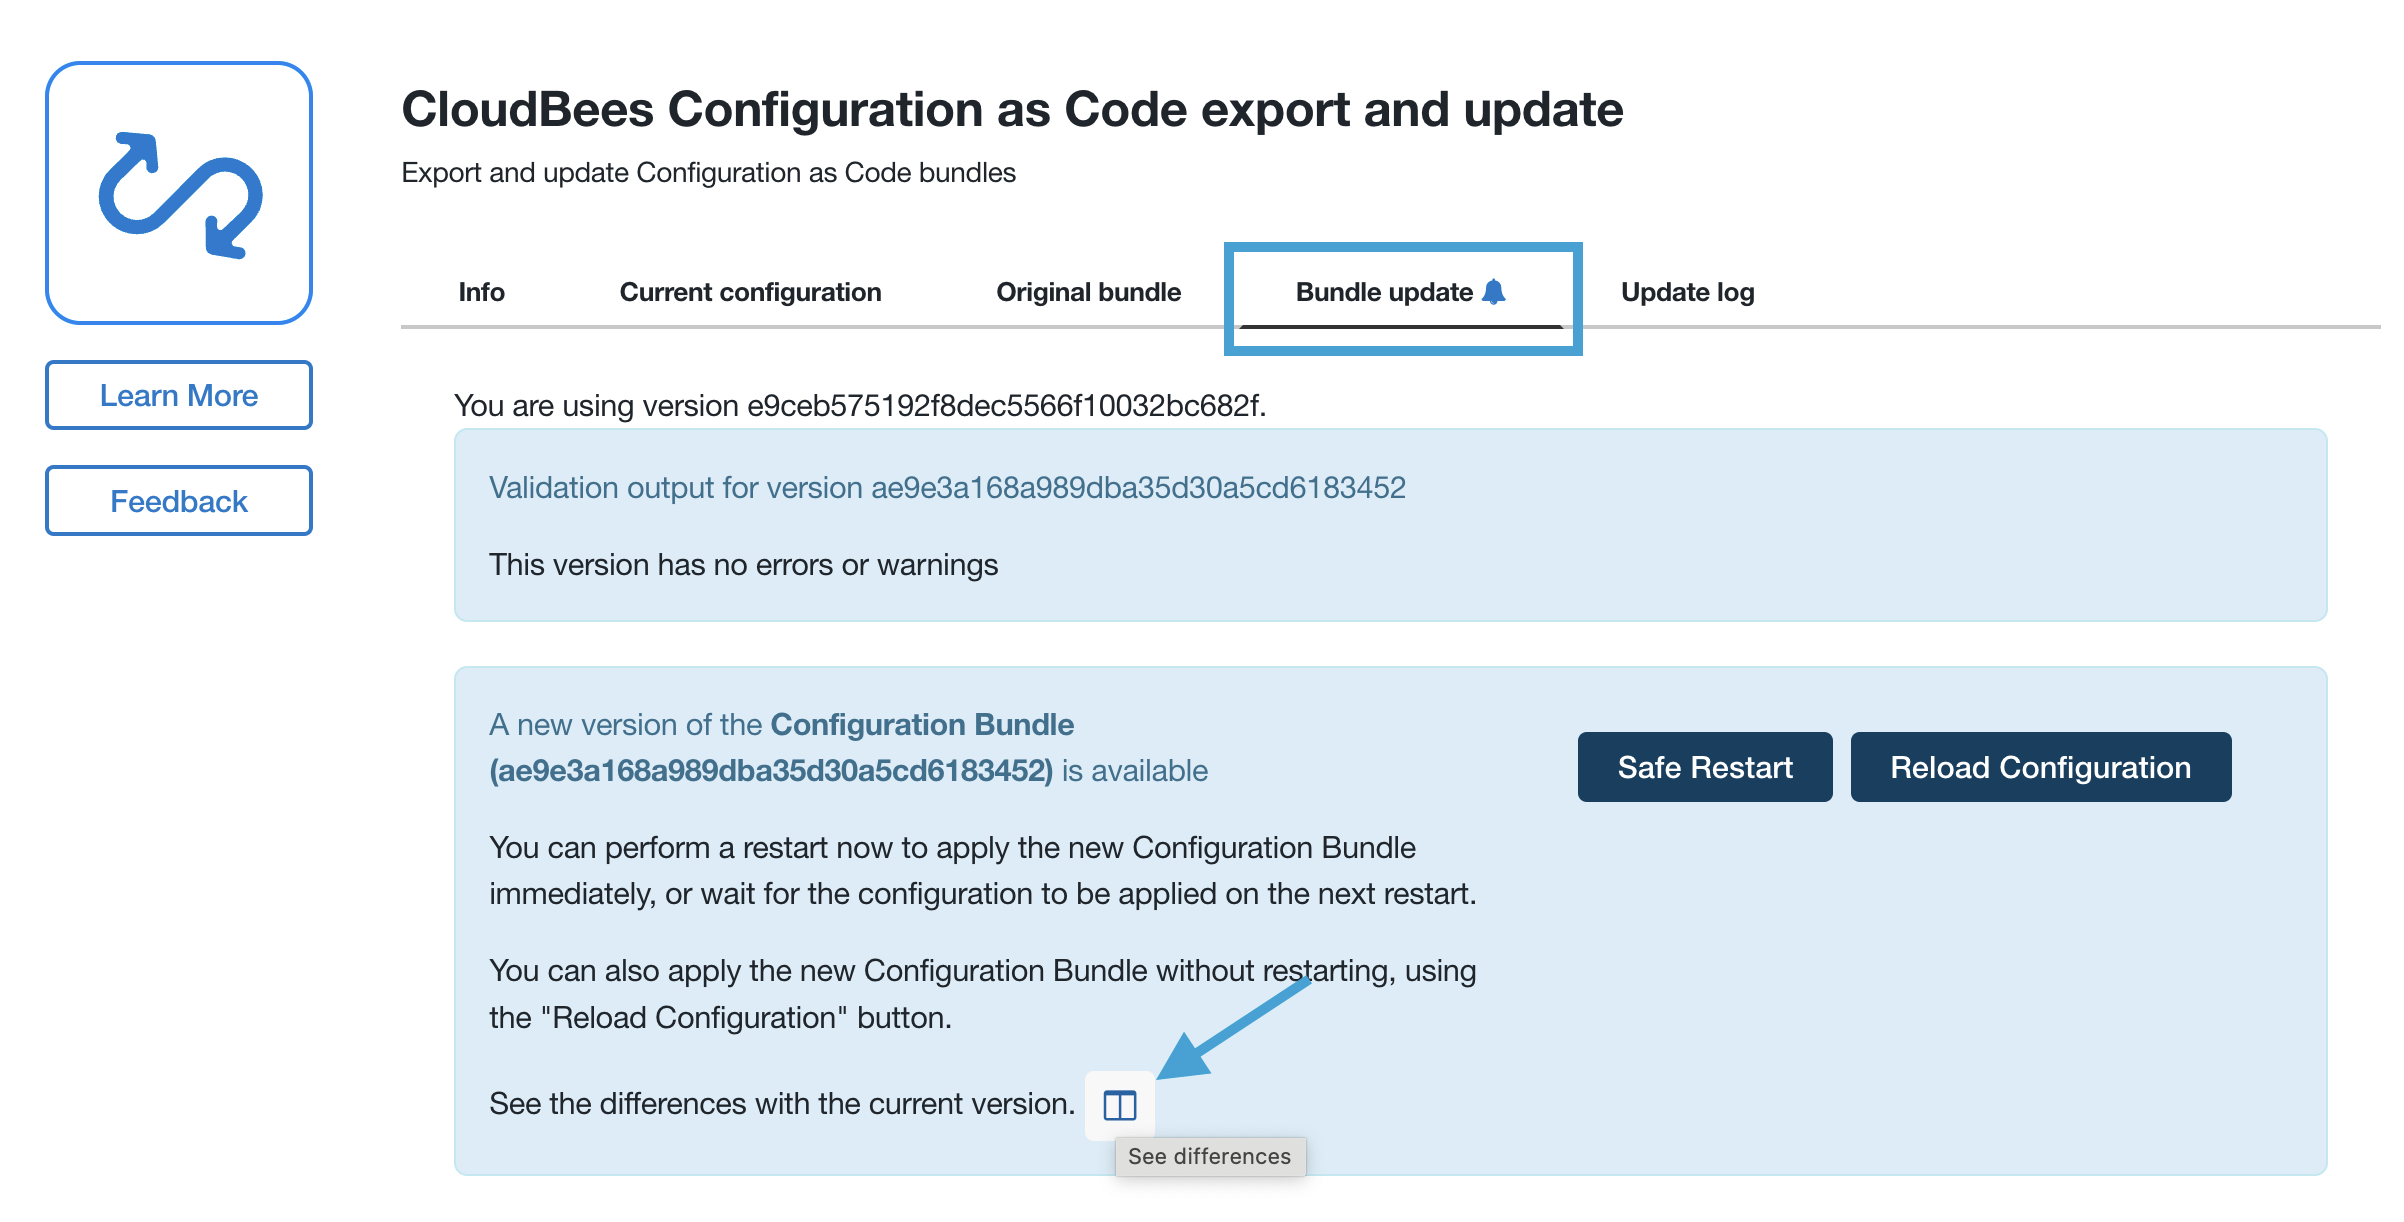 CloudBees Configuration as Code export and update
Export and update Configuration as Code bundles
Info
Current configuration
Original bundle
Bundle update
Update log
Learn More
Feedback
You are using version e9ceb575192f8dec5566f10032bc682f.
Validation output for version ae9e3a168a989dba35d30a5cd6183452
This version has no errors or warnings
A new version of the Configuration Bundle
(ae9e3a168a989dba35d30a5cd6183452) is available
Safe Restart
Reload Configuration
You can perform a restart now to apply the new Configuration Bundle
immediately, or wait for the configuration to be applied on the next restart.
You can also apply the new Configuration Bundle without restarting, using
the "Reload Configuration" button.
See the differences with the current version.
See differences